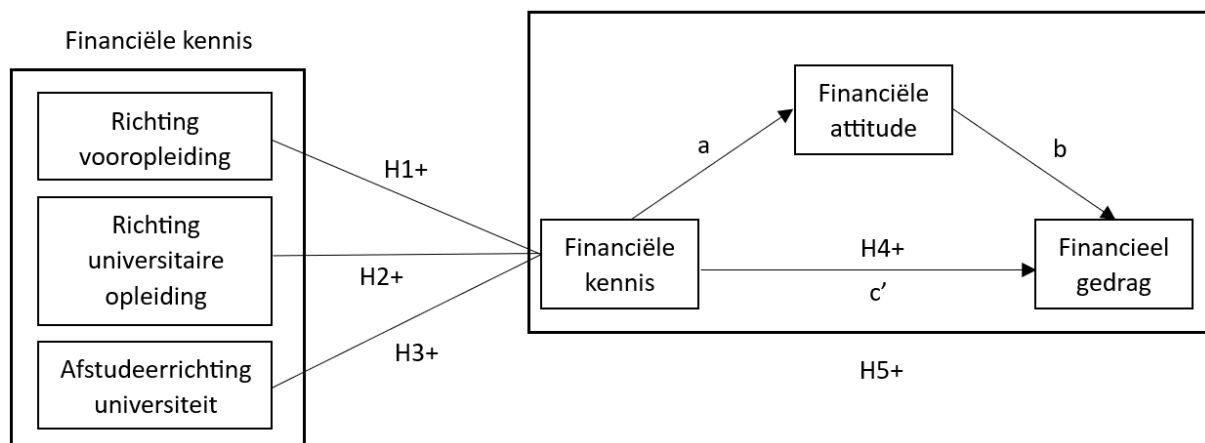 Financiële kennis
Richting
vooropleiding
Richting
universitaire
opleiding
Afstudeerrichting
universiteit
H1+
H2+
H3+
Financiële
attitude
a
b
Financiële
kennis
H4+
c’
Financieel
gedrag
H5+